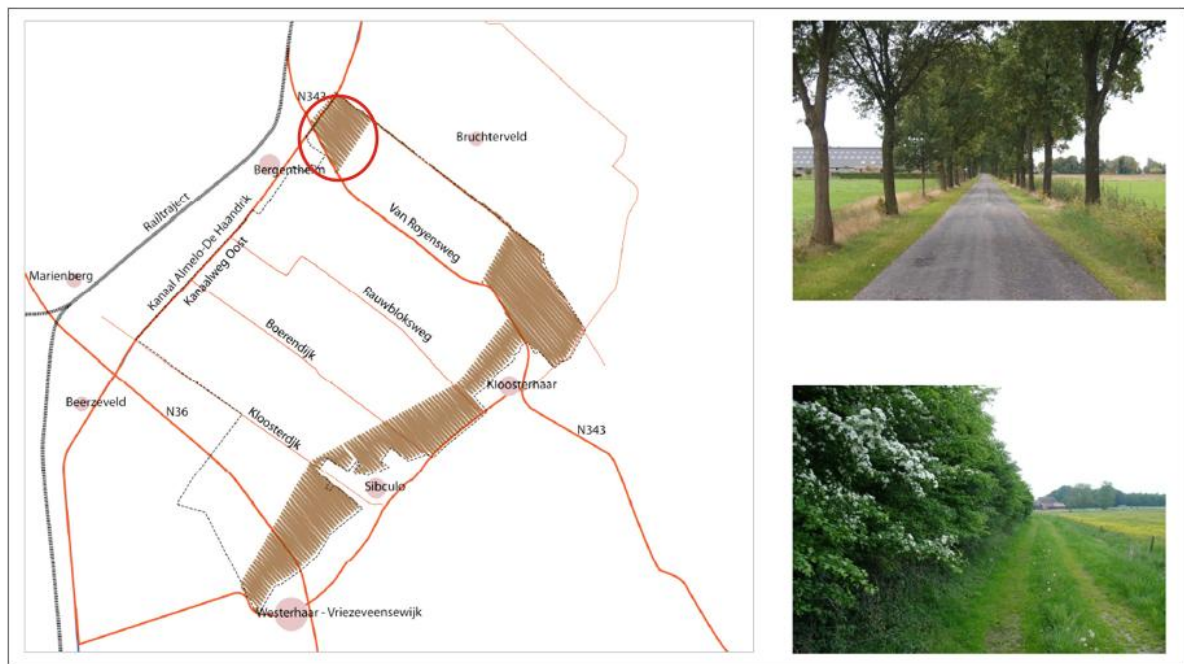 N343
Bruchterveld
Bergentheim
Railtraject
Van Royensweg
Kanaal Almelo-De Haandrik
Kanaalweg Oost
Marienberg
Rauwbloksweg
Boerendijk
Kloosterhaar
Beerzeveld
N36
Kloosterdijk
N343
Sibculo
Westerhaar - Vriezeveensewijk